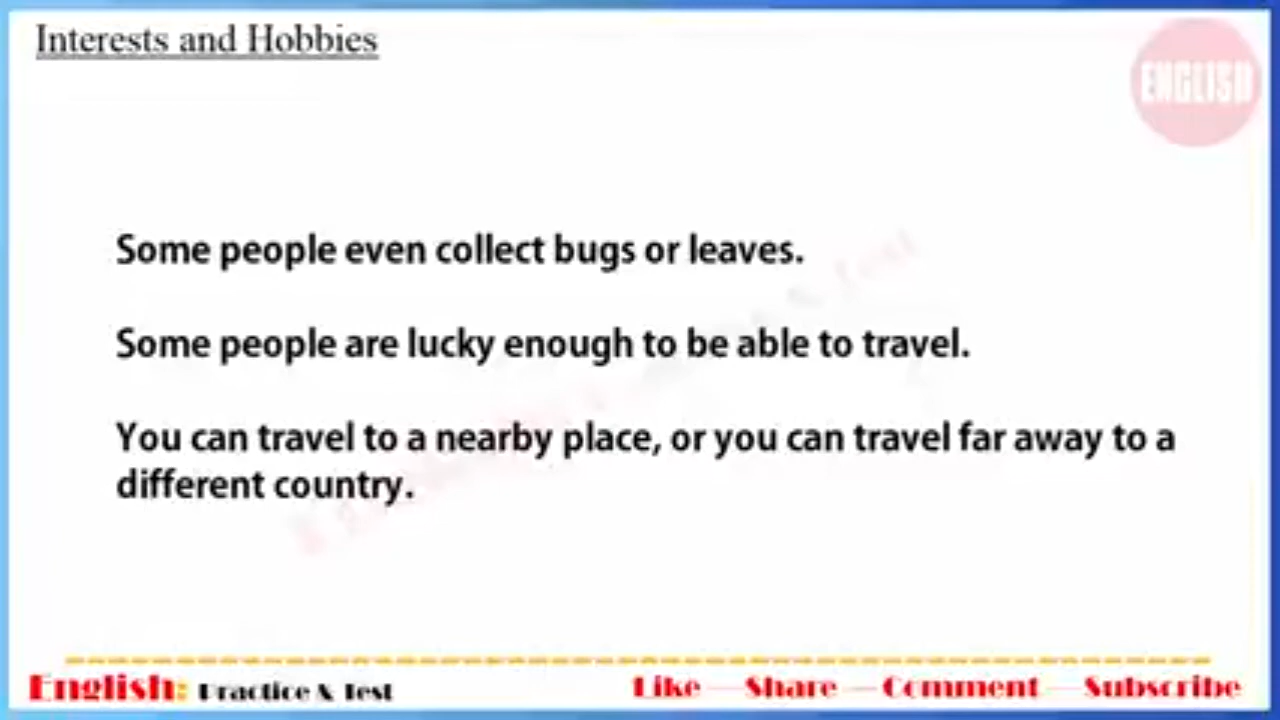 Interests and Hobbies
ENGLISH
Some people even collect bugs or leaves.
Some people are lucky enough to be able to travel.
You can travel to a nearby place, or you can travel far away to a
different country.
English: Practice & Test
Like — Share — Comment — Subscribe